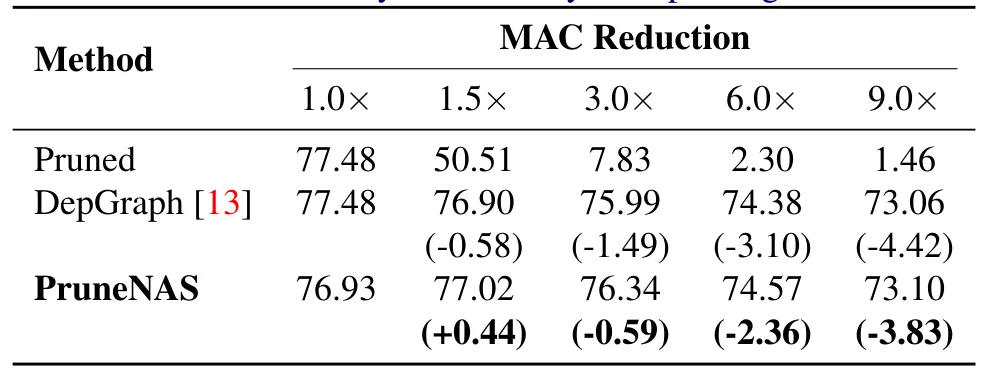 MAC Reduction
Method
1.0× 1.5× 3.0× 6.0× 9.0×
Pruned 77.48 50.51 7.83 2.30 1.46
DepGraph [13] 77.48 76.90 75.99 74.38 73.06
(-0.58) (-1.49) (-3.10) (-4.42)
PruneNAS 76.93 77.02 76.34 74.57 73.10
(+0.44) (-0.59) (-2.36) (-3.83)